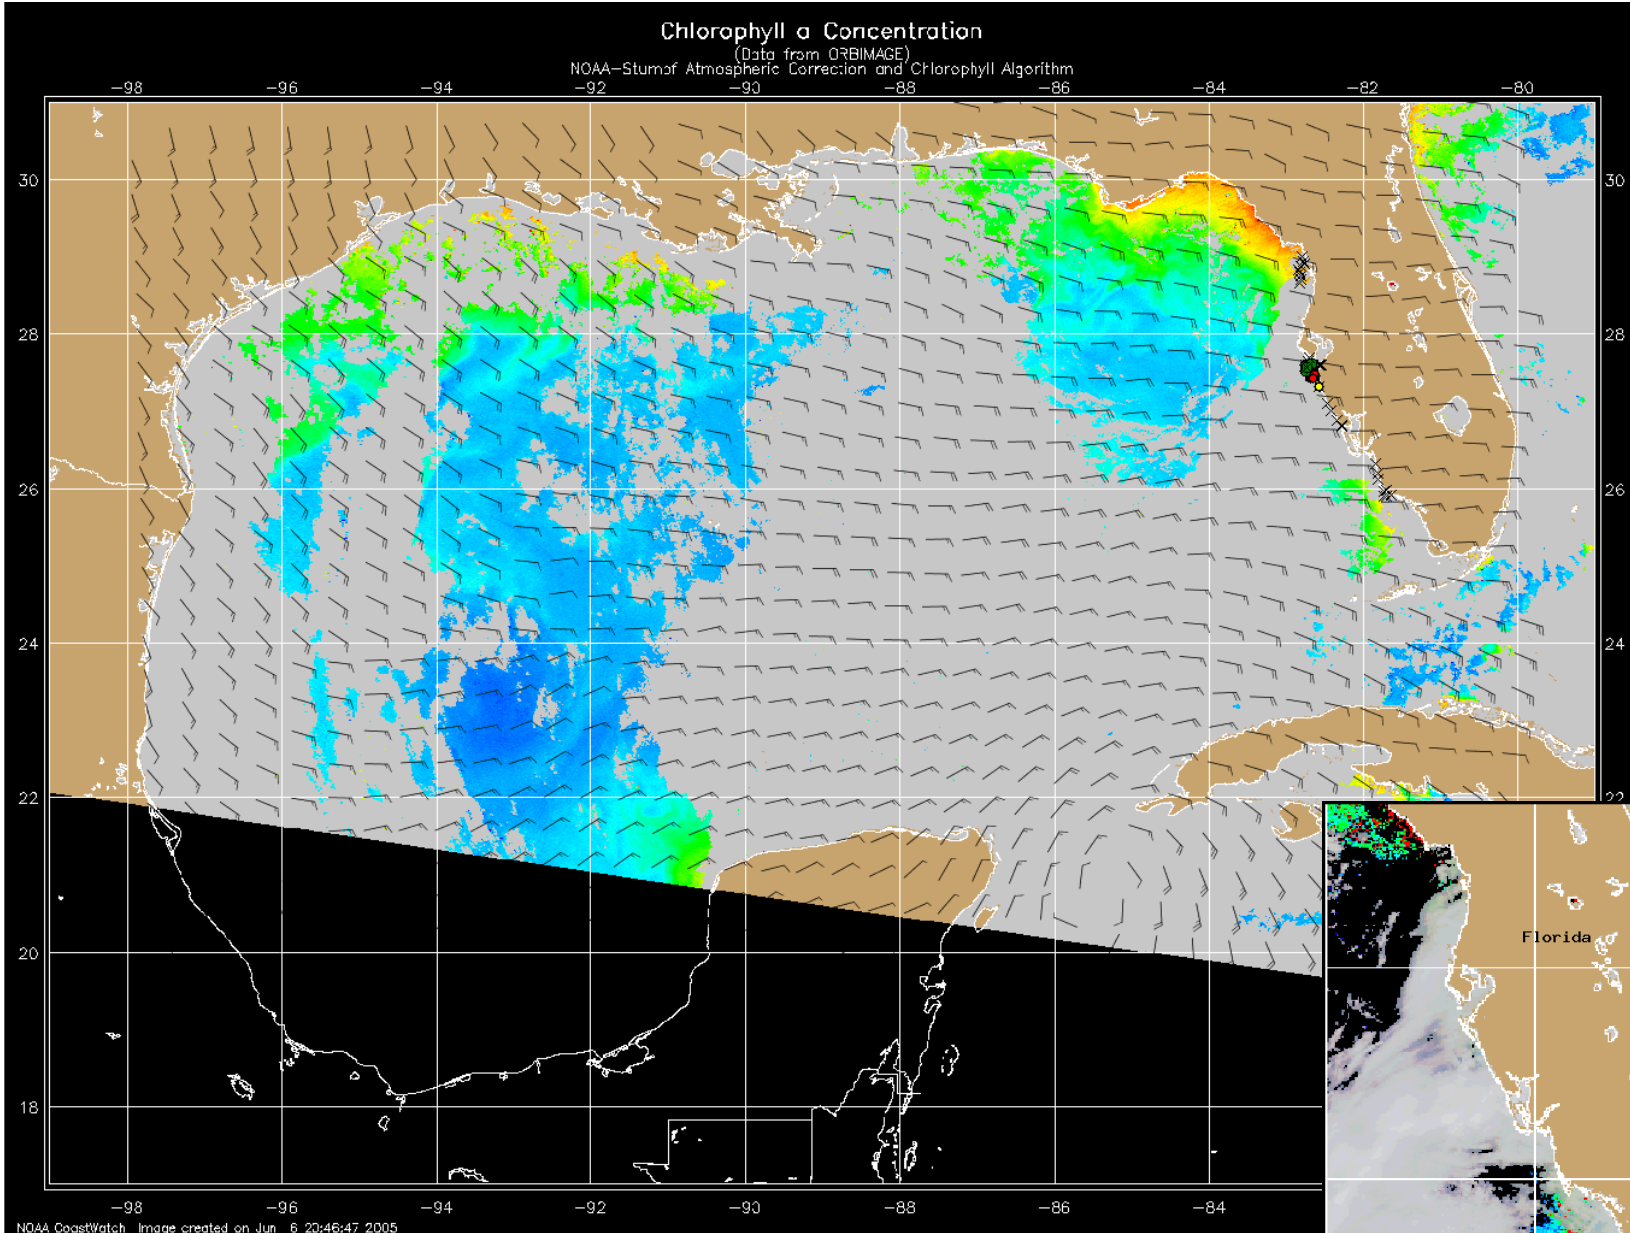 Chlorophyll a Concentration
(Data from ORBIMAGE)
NOAA-Stumpf Atmospheric Correction and Chlorophyll Algorithm
-98 -96 -94 -92 -90 -88 -86 -84 -82 -80
30 30
28 28
26 26
24 24
22 22
Florida
20
18
-98 -96 -94 -92 -90 -88 -86 -84
NOAA CoastWatch Image created on Jun 6 20:46:47 2005